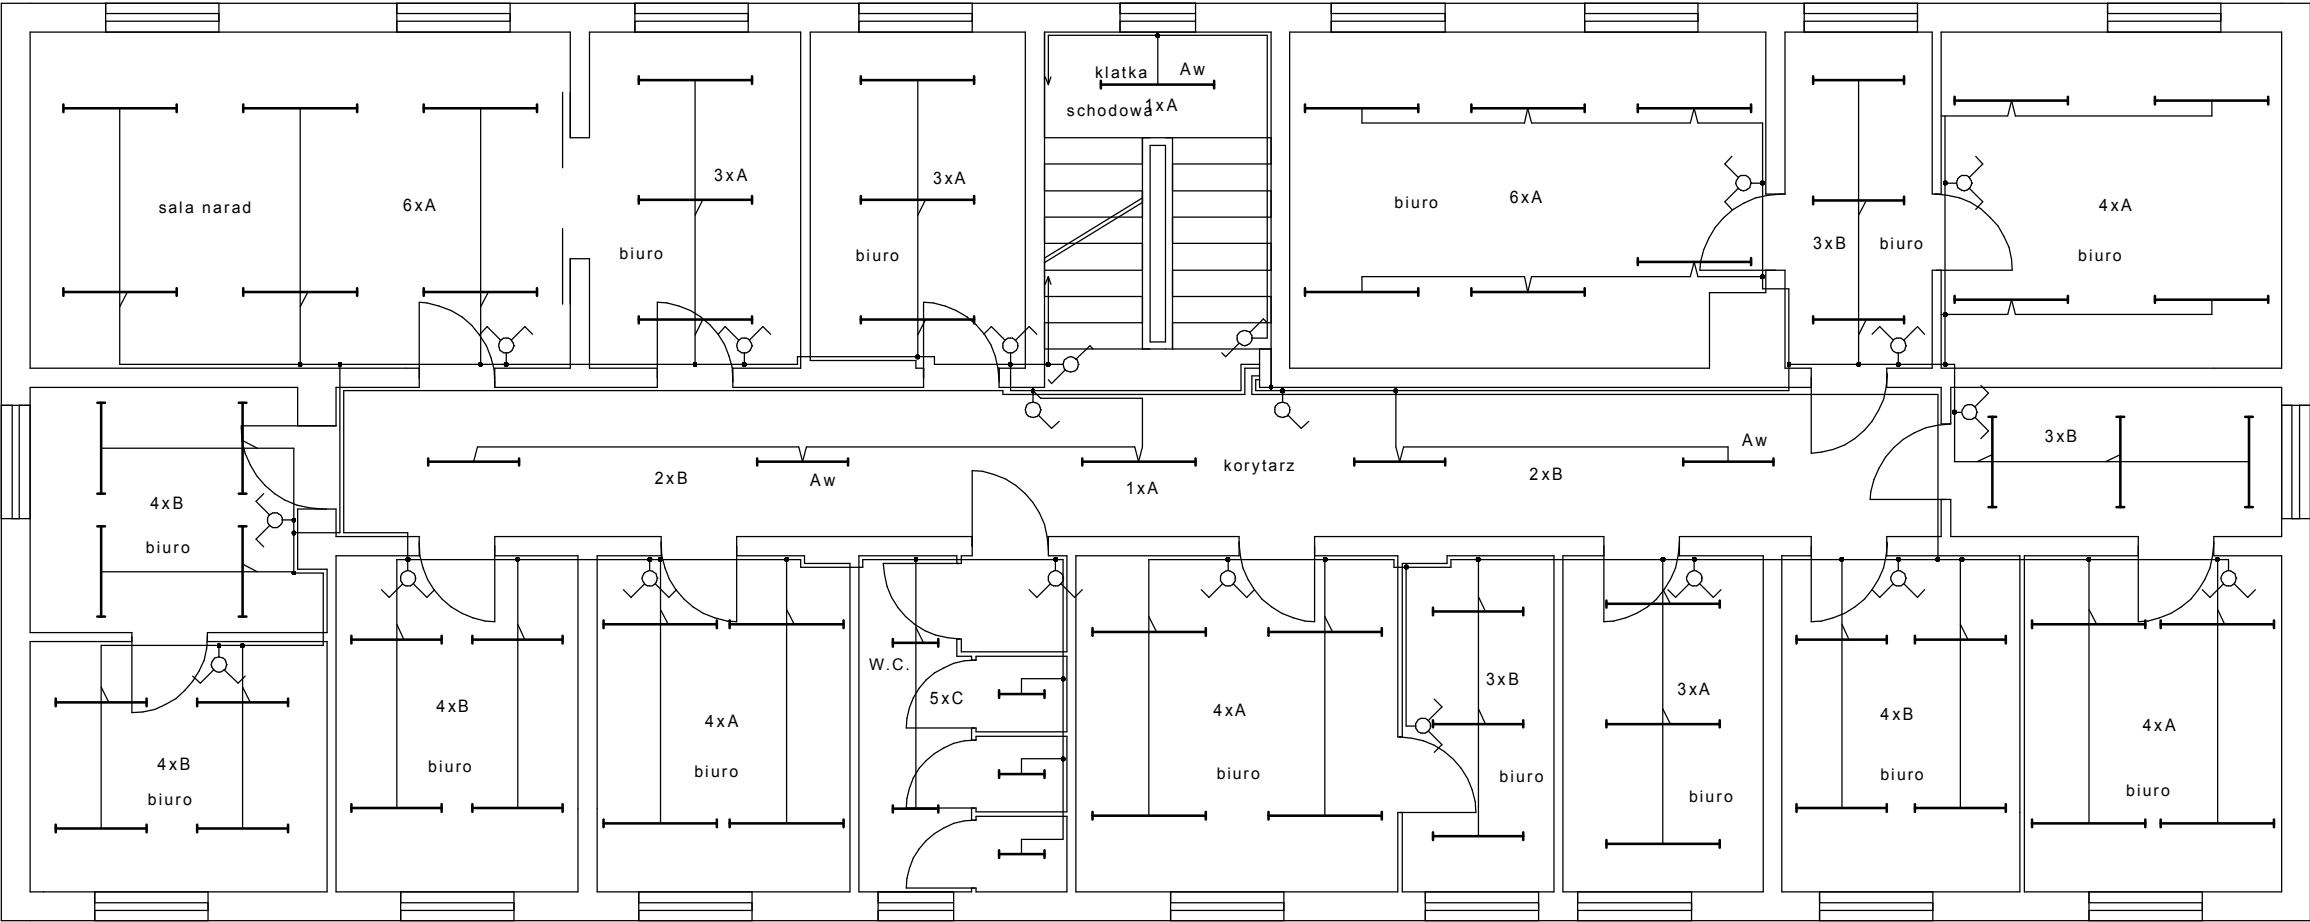 klatka Aw
schodowa 1xA
sala narad
6xA
3xA
biuro
3xA
biuro
biuro
6xA
3xB
biuro
4xA
biuro
4xB
biuro
2xB
Aw
1xA
korytarz
2xB
Aw
3xB
4xB
biuro
4xB
biuro
4xA
biuro
W.C.
5xC
4xA
biuro
3xB
biuro
3xA
biuro
4xB
biuro
4xA
biuro